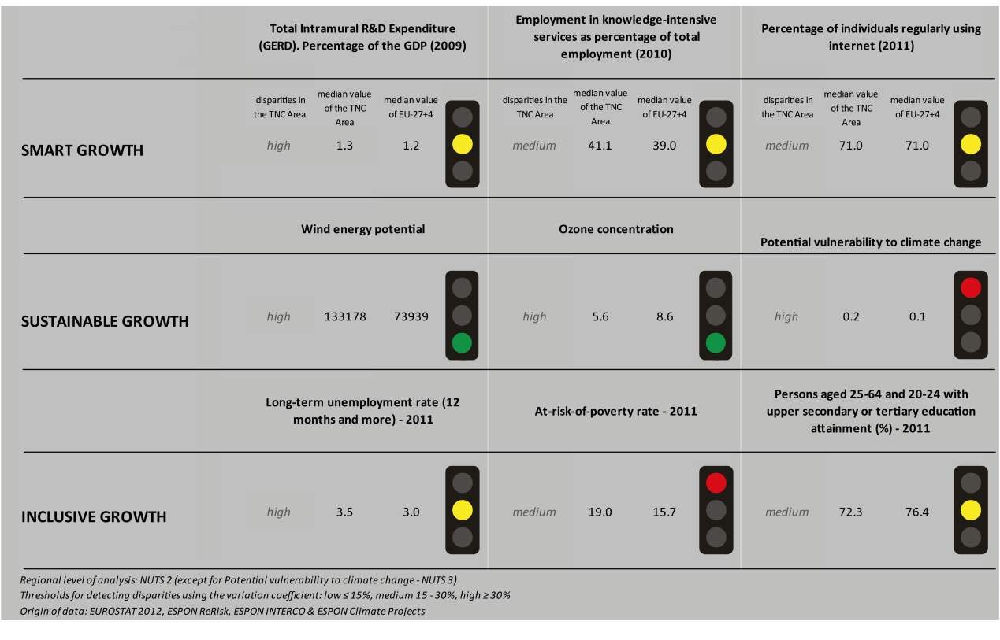 Total Intramural R&D Expenditure
(GERD). Percentage of the GDP (2009)
Employment in knowledge-intensive
services as percentage of total
employment (2010)
Percentage of individuals regularly using
internet (2011)
SMART GROWTH
disparities in
the TNC Area
high
median value
of the TNC
Area
1.3
median value
of EU-27+4
1.2
disparities in the
TNC Area
medium
median value
of the TNC
Area
41.1
median value
of EU-27+4
39.0
disparities in
the TNC Area
medium
median value
of the TNC
Area
71.0
median value
of EU-27+4
71.0
Wind energy potential
Ozone concentration
Potential vulnerability to climate change
SUSTAINABLE GROWTH
high 133178 73939
high 5.6 8.6
high 0.2 0.1
Long-term unemployment rate (12
months and more) - 2011
At-risk-of-poverty rate - 2011
Persons aged 25-64 and 20-24 with
upper secondary or tertiary education
attainment (%) - 2011
INCLUSIVE GROWTH
high 3.5 3.0
medium 19.0 15.7
medium 72.3 76.4
Regional level of analysis: NUTS 2 (except for Potential vulnerability to climate change - NUTS 3)
Thresholds for detecting disparities using the variation coefficient: low ≤ 15%, medium 15 - 30%, high ≥ 30%
Origin of data: EUROSTAT 2012, ESPON ReRisk, ESPON INTERCO & ESPON Climate Projects